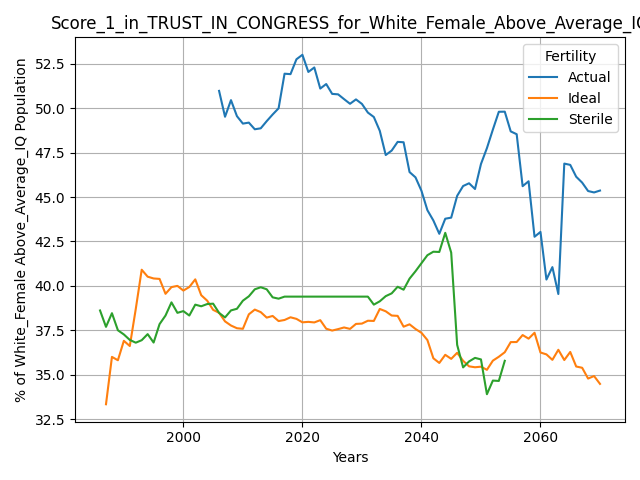 Score_1_in_TRUST_IN_CONGRESS_for_White_Female_Above_Average_IQ
% of White_Female Above_Average_IQ Population
52.5
50.0
47.5
45.0
42.5
40.0
37.5
35.0
32.5
Fertility
Actual
Ideal
Sterile
2000
2020
2040
2060
Years